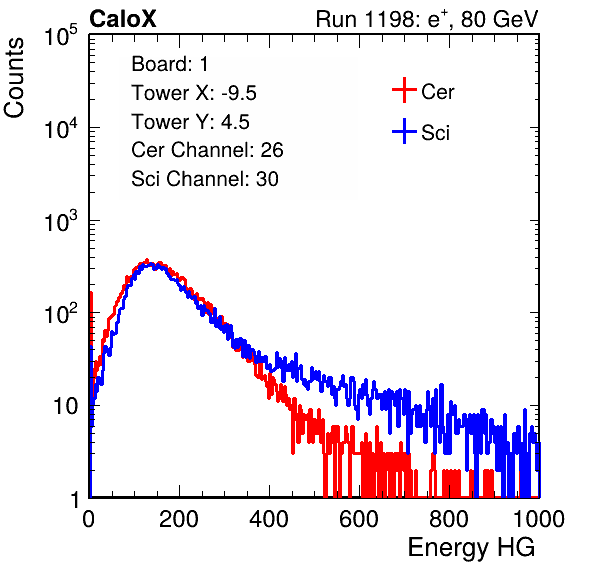 CaloX Run 1198: e⁺, 80 GeV
Counts
10⁵
10⁴
10³
10²
10
1
Board: 1
Tower X: -9.5
Tower Y: 4.5
Cer Channel: 26
Sci Channel: 30
Cer
Sci
0 200 400 600 800 1000
Energy HG